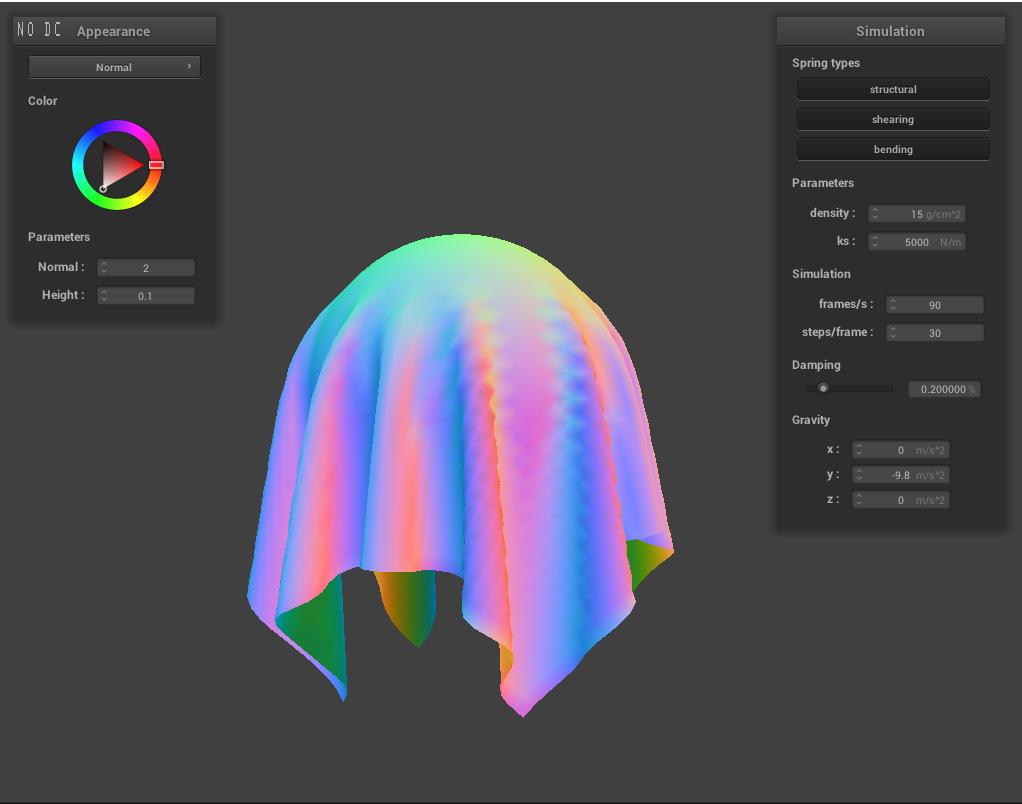 NO DC Appearance
Normal
Color
Parameters
Normal : 2
Height : 0.1
Simulation
Spring types
structural
shearing
bending
Parameters
density : 15 g/cm^2
ks : 5000 N/m
Simulation
frames/s : 90
steps/frame : 30
Damping
0.200000 %
Gravity
x : 0 m/s^2
y : -9.8 m/s^2
z : 0 m/s^2